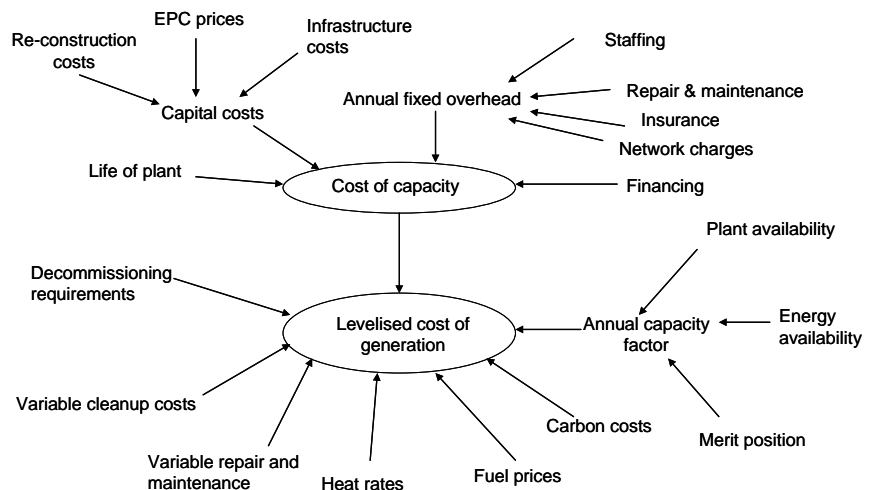 EPC prices
Re-construction
costs
Infrastructure
costs
Staffing
Capital costs
Annual fixed overhead
Repair & maintenance
Insurance
Network charges
Life of plant
Cost of capacity
Financing
Plant availability
Decommissioning
requirements
Levelised cost of
generation
Annual capacity
factor
Energy
availability
Variable cleanup costs
Carbon costs
Merit position
Variable repair and
maintenance
Heat rates
Fuel prices